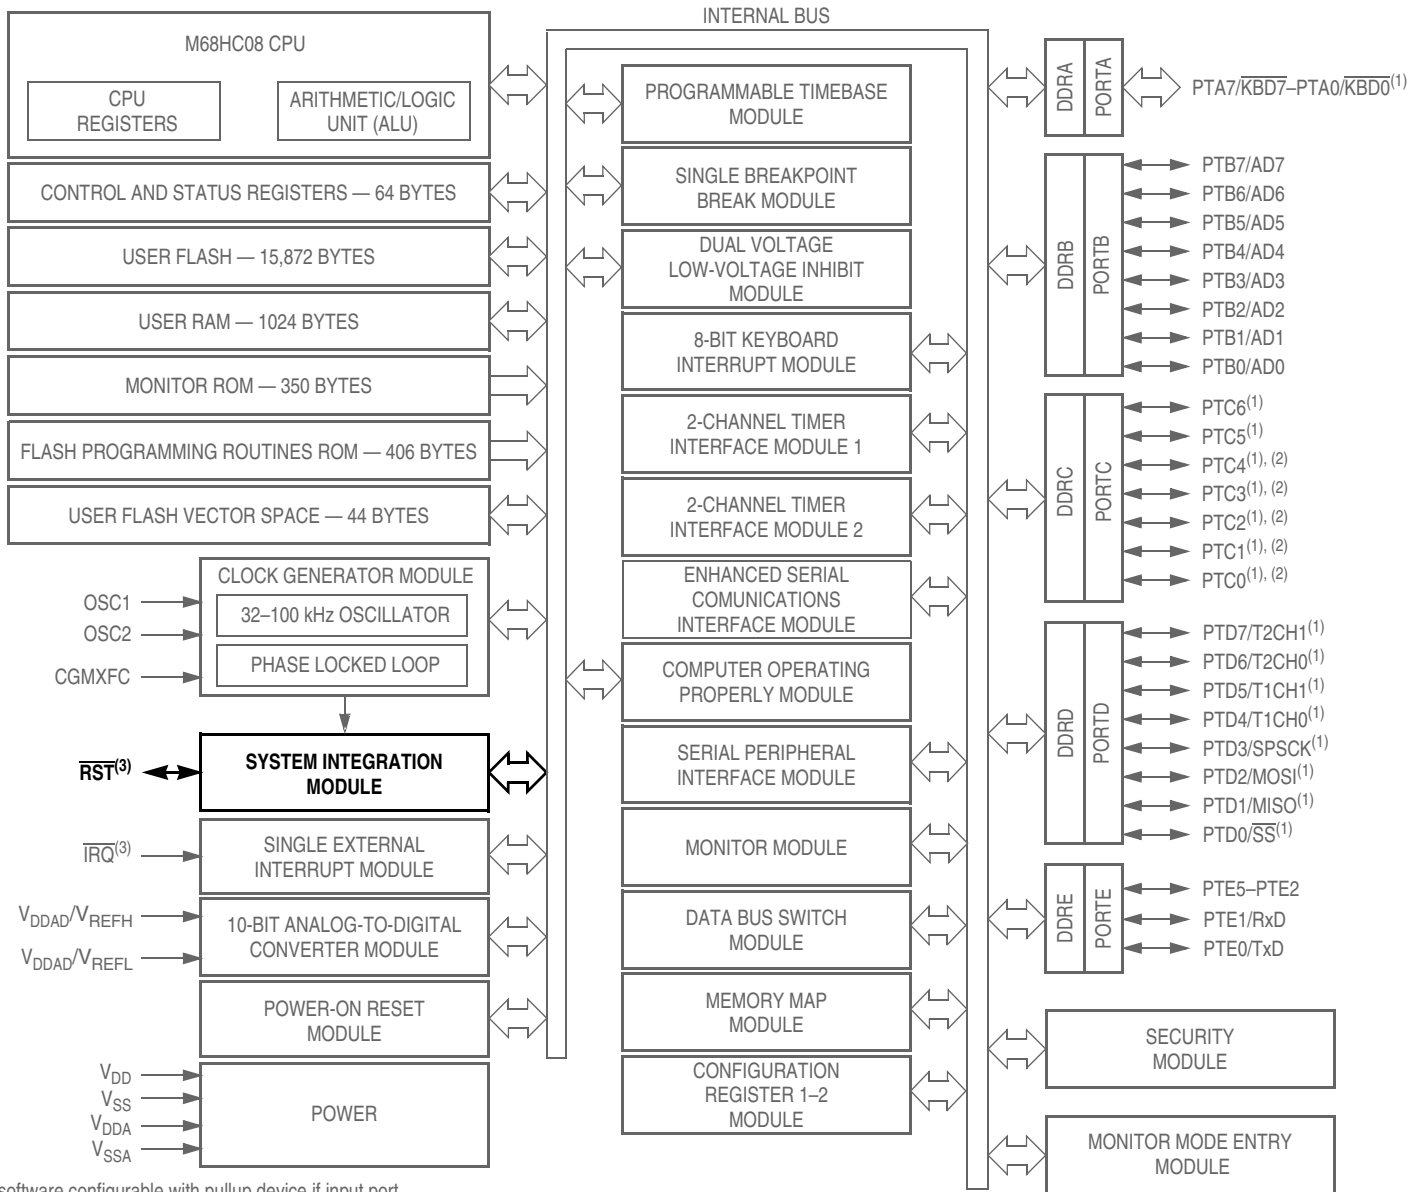 INTERNAL BUS
M68HC08 CPU
CPU
REGISTERS
ARITHMETIC/LOGIC
UNIT (ALU)
CONTROL AND STATUS REGISTERS — 64 BYTES
USER FLASH — 15,872 BYTES
USER RAM — 1024 BYTES
MONITOR ROM — 350 BYTES
FLASH PROGRAMMING ROUTINES ROM — 406 BYTES
USER FLASH VECTOR SPACE — 44 BYTES
CLOCK GENERATOR MODULE
32–100 kHz OSCILLATOR
PHASE LOCKED LOOP
OSC1
OSC2
CGMXFC
RST(3)
SYSTEM INTEGRATION
MODULE
IRQ(3)
SINGLE EXTERNAL
INTERRUPT MODULE
VDDAD/VREFH
VDDAD/VREFL
10-BIT ANALOG-TO-DIGITAL
CONVERTER MODULE
POWER-ON RESET
MODULE
VDD
VSS
VDDA
VSSA
POWER
PROGRAMMABLE TIMEBASE
MODULE
SINGLE BREAKPOINT
BREAK MODULE
DUAL VOLTAGE
LOW-VOLTAGE INHIBIT
MODULE
8-BIT KEYBOARD
INTERRUPT MODULE
2-CHANNEL TIMER
INTERFACE MODULE 1
2-CHANNEL TIMER
INTERFACE MODULE 2
ENHANCED SERIAL
COMUNICATIONS
INTERFACE MODULE
COMPUTER OPERATING
PROPERLY MODULE
SERIAL PERIPHERAL
INTERFACE MODULE
MONITOR MODULE
DATA BUS SWITCH
MODULE
MEMORY MAP
MODULE
CONFIGURATION
REGISTER 1–2
MODULE
DDRA
PORTA
PTA7/KBD7–PTA0/KBD0(1)
DDRB
PORTB
PTB7/AD7
PTB6/AD6
PTB5/AD5
PTB4/AD4
PTB3/AD3
PTB2/AD2
PTB1/AD1
PTB0/AD0
DDRC
PORTC
PTC6(1)
PTC5(1)
PTC4(1), (2)
PTC3(1), (2)
PTC2(1), (2)
PTC1(1), (2)
PTC0(1), (2)
DDRD
PORTD
PTD7/T2CH1(1)
PTD6/T2CH0(1)
PTD5/T1CH1(1)
PTD4/T1CH0(1)
PTD3/SPSCK(1)
PTD2/MOSI(1)
PTD1/MISO(1)
PTD0/SS(1)
DDRE
PORTE
PTE5–PTE2
PTE1/RxD
PTE0/TxD
SECURITY
MODULE
MONITOR MODE ENTRY
MODULE